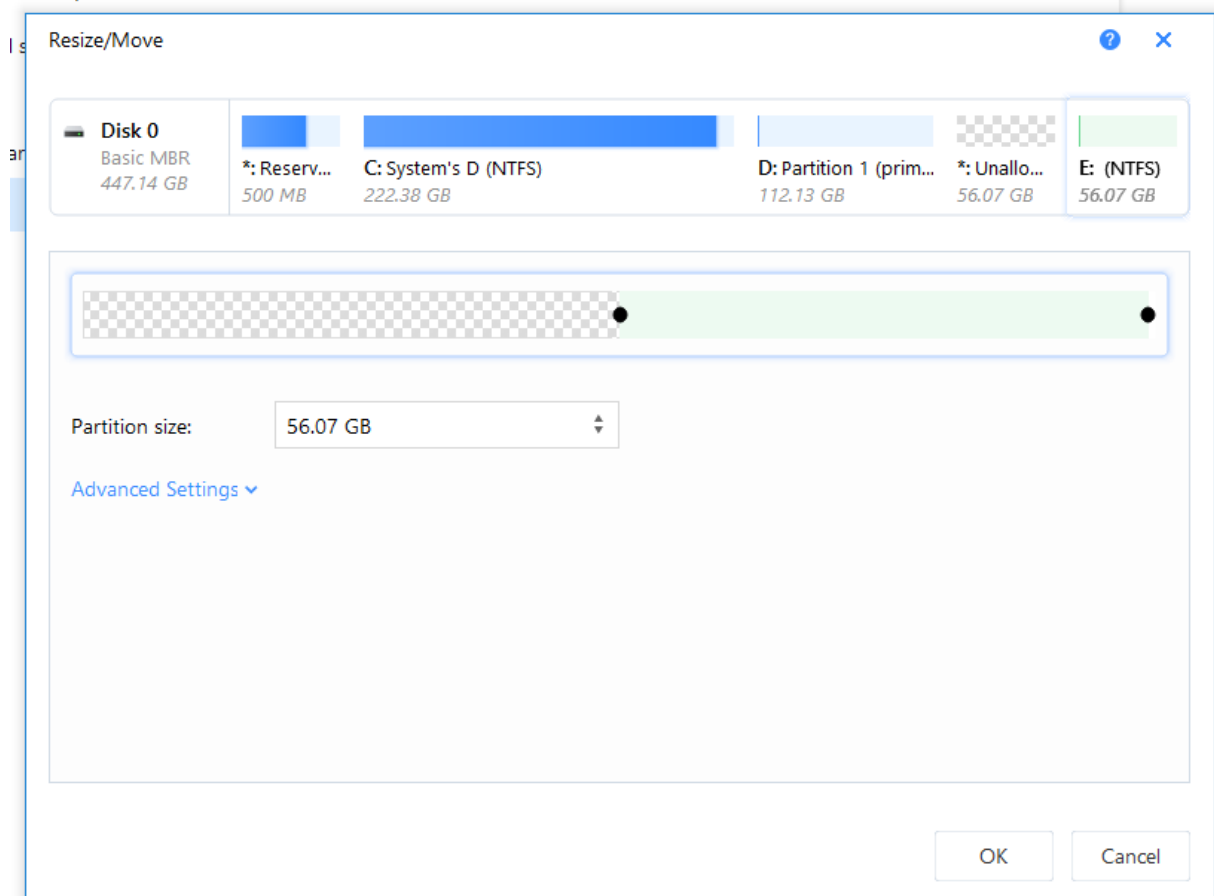 Resize/Move
?
Disk 0
Basic MBR
447.14 GB
*: Reserv...
500 MB
C: System's D (NTFS)
222.38 GB
D: Partition 1 (prim...
112.13 GB
*: Unallo...
56.07 GB
E: (NTFS)
56.07 GB
Partition size:
56.07 GB
Advanced Settings
OK
Cancel